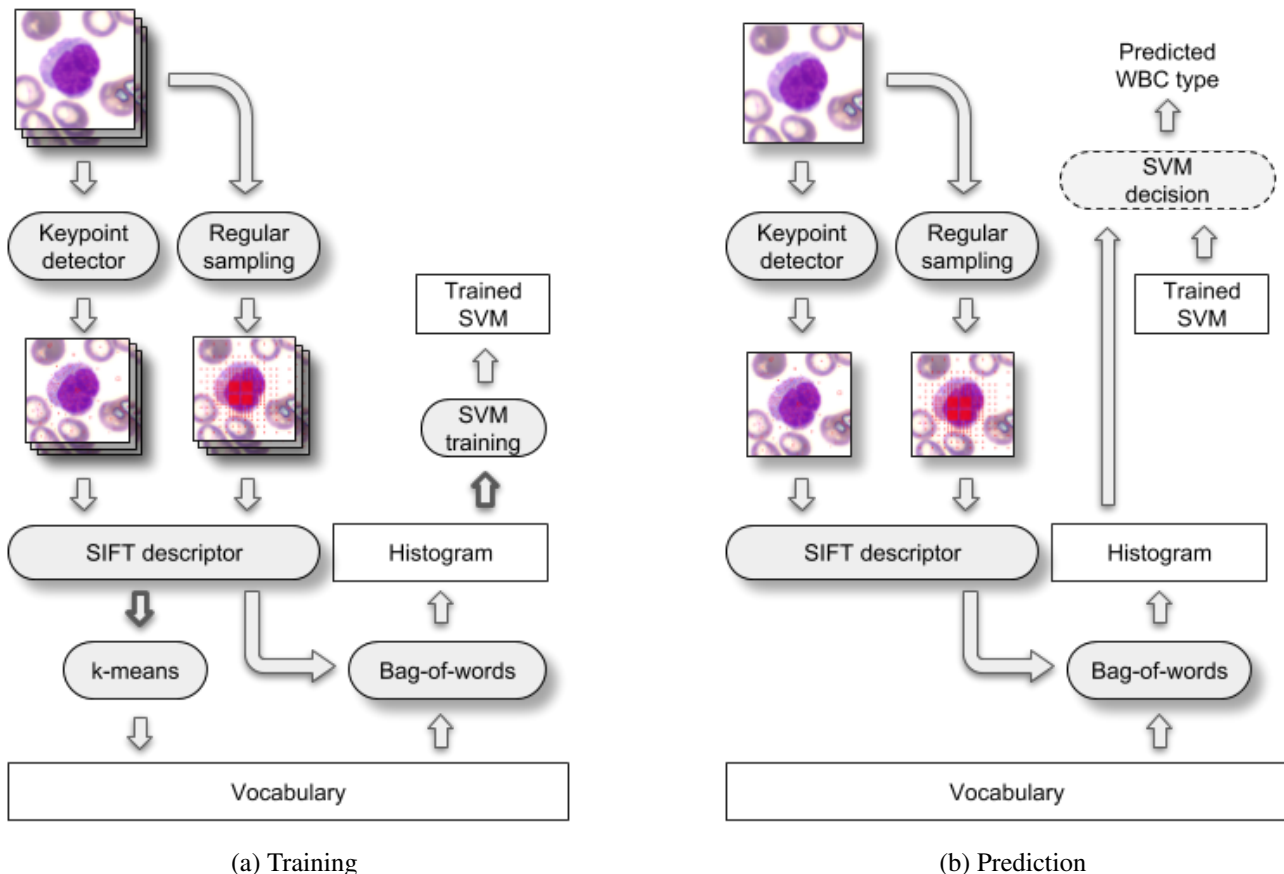 Keypoint
detector
Regular
sampling
Trained
SVM
SVM
training
SIFT descriptor
Histogram
k-means
Bag-of-words
Vocabulary
(a) Training
Predicted
WBC type
SVM
decision
Keypoint
detector
Regular
sampling
Trained
SVM
SIFT descriptor
Histogram
Bag-of-words
Vocabulary
(b) Prediction